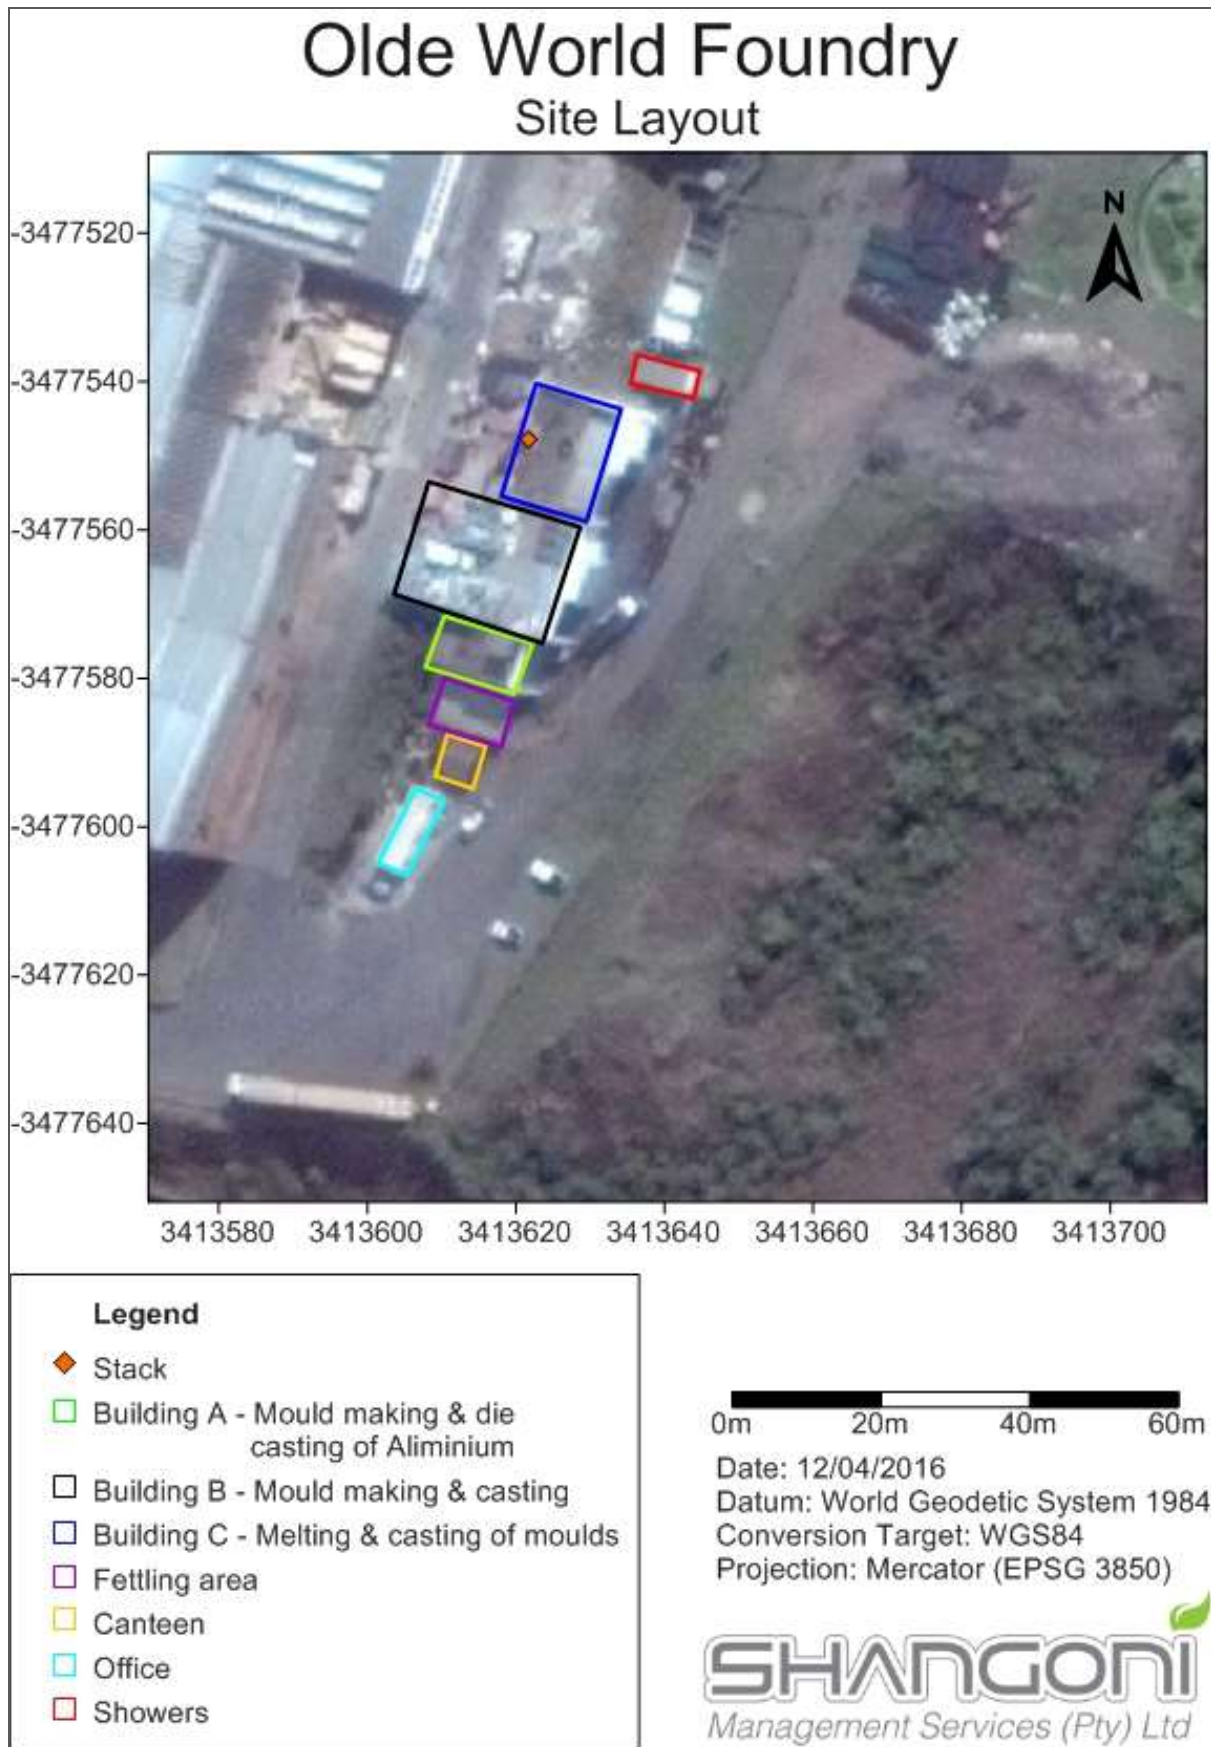 Olde World Foundry
Site Layout
N
-3477520
-3477540
-3477560
-3477580
-3477600
-3477620
-3477640
3413580 3413600 3413620 3413640 3413660 3413680 3413700
Legend
Stack
Building A - Mould making & die
casting of Aliminium
Building B - Mould making & casting
Building C - Melting & casting of moulds
Fettling area
Canteen
Office
Showers
0m 20m 40m 60m
Date: 12/04/2016
Datum: World Geodetic System 1984
Conversion Target: WGS84
Projection: Mercator (EPSG 3850)
SHANGONI
Management Services (Pty) Ltd